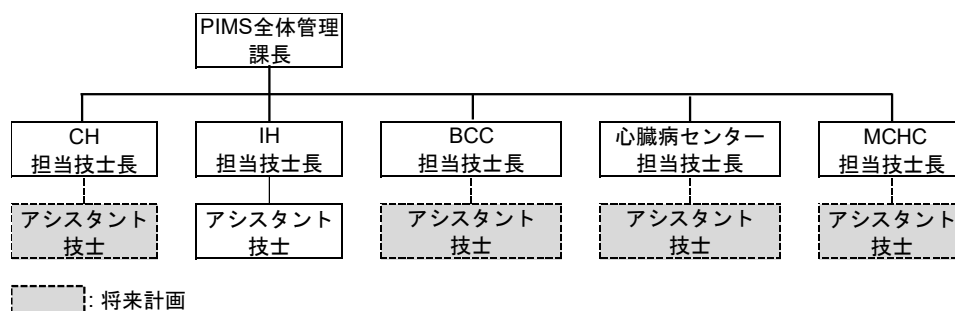 PIMS全体管理
課長
CH
担当技士長
IH
担当技士長
BCC
担当技士長
心臓病センター
担当技士長
MCHC
担当技士長
アシスタント
技士
アシスタント
技士
アシスタント
技士
アシスタント
技士
アシスタント
技士
: 将来計画